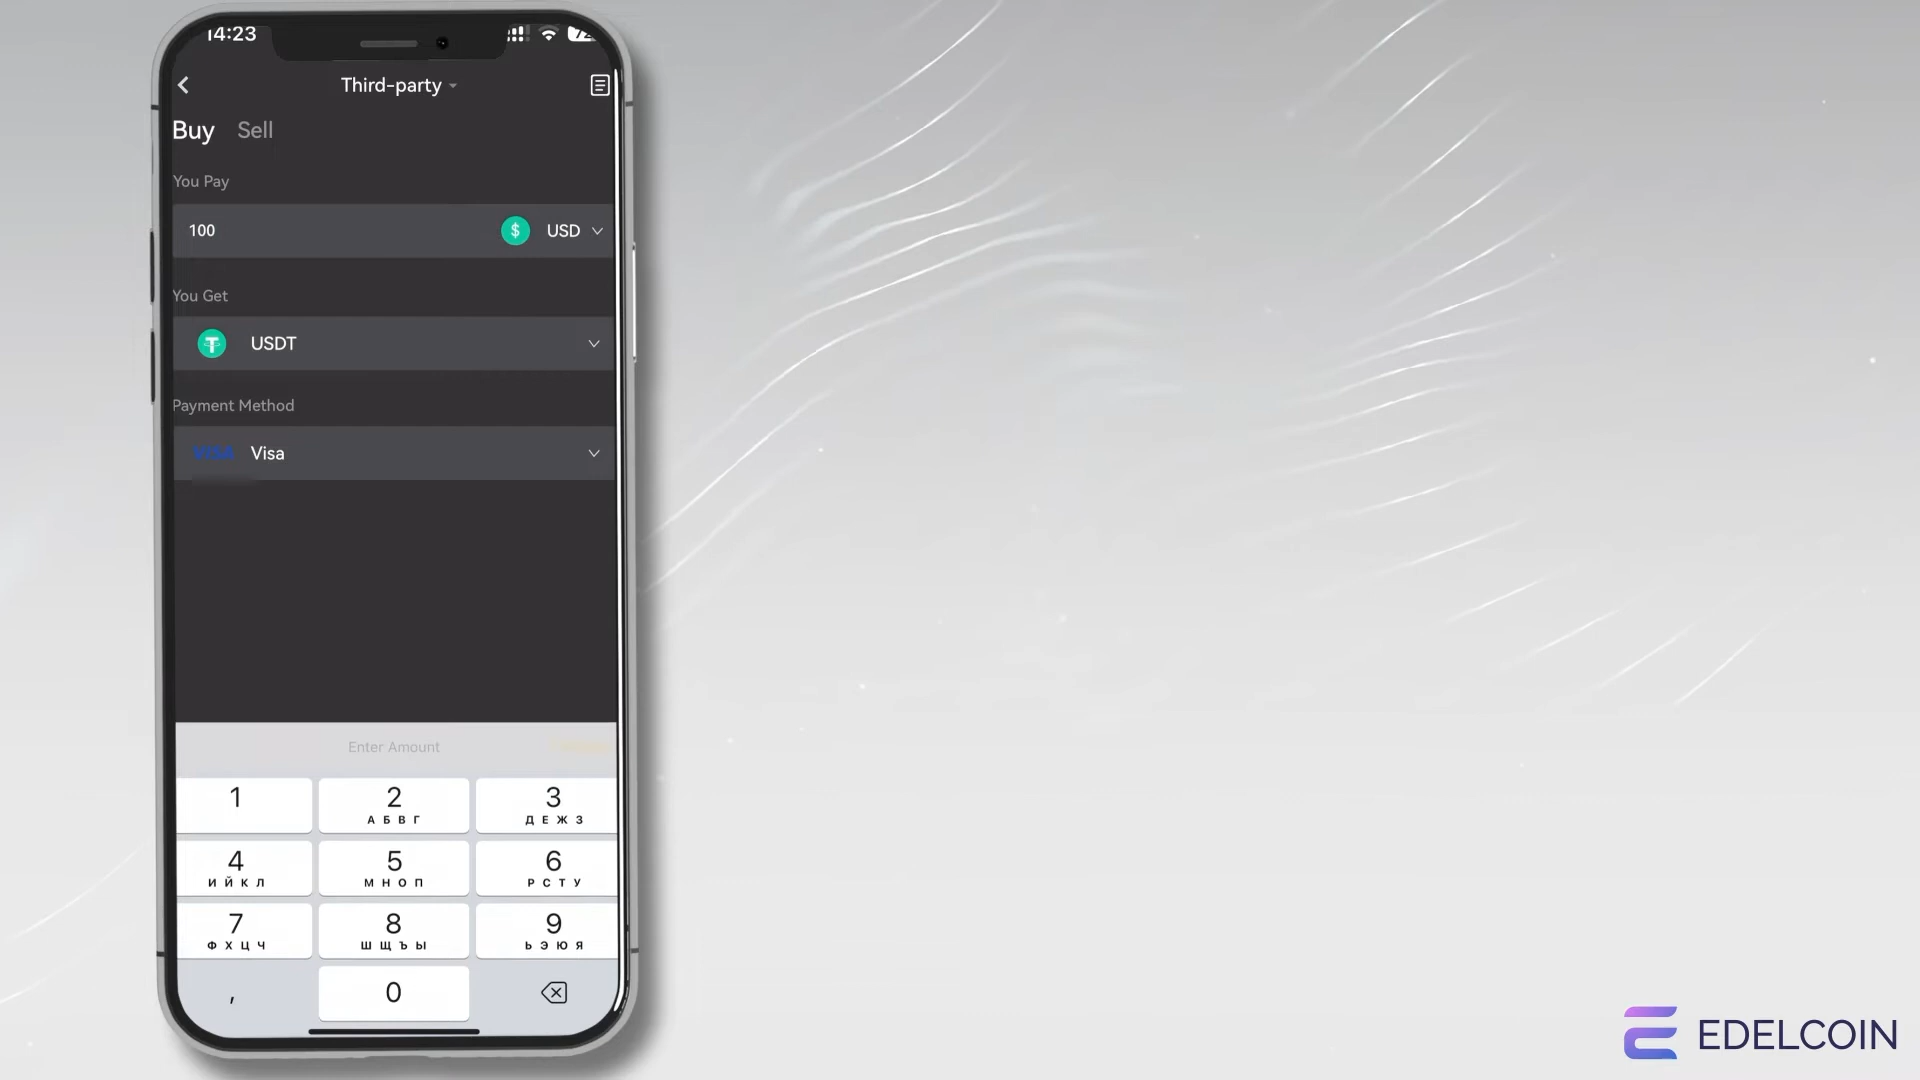 14:23
Third-party
Buy Sell
You Pay
100 $ USD
You Get
USDT
Payment Method
VISA Visa
Enter Amount
1 2 3
А Б В Г Д Е Ж З
4 5 6
И Й К Л М Н О П Р С Т У
7 8 9
Ф Х Ц Ч Ш Щ Ъ Ы Ь Э Ю Я
, 0
EDELCOIN